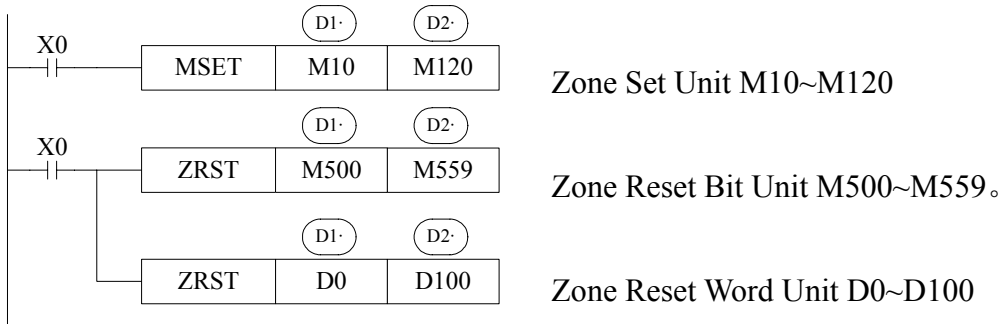 D1· D2·
X0
MSET M10 M120
Zone Set Unit M10~M120
D1· D2·
X0
ZRST M500 M559
Zone Reset Bit Unit M500~M559。
D1· D2·
ZRST D0 D100
Zone Reset Word Unit D0~D100